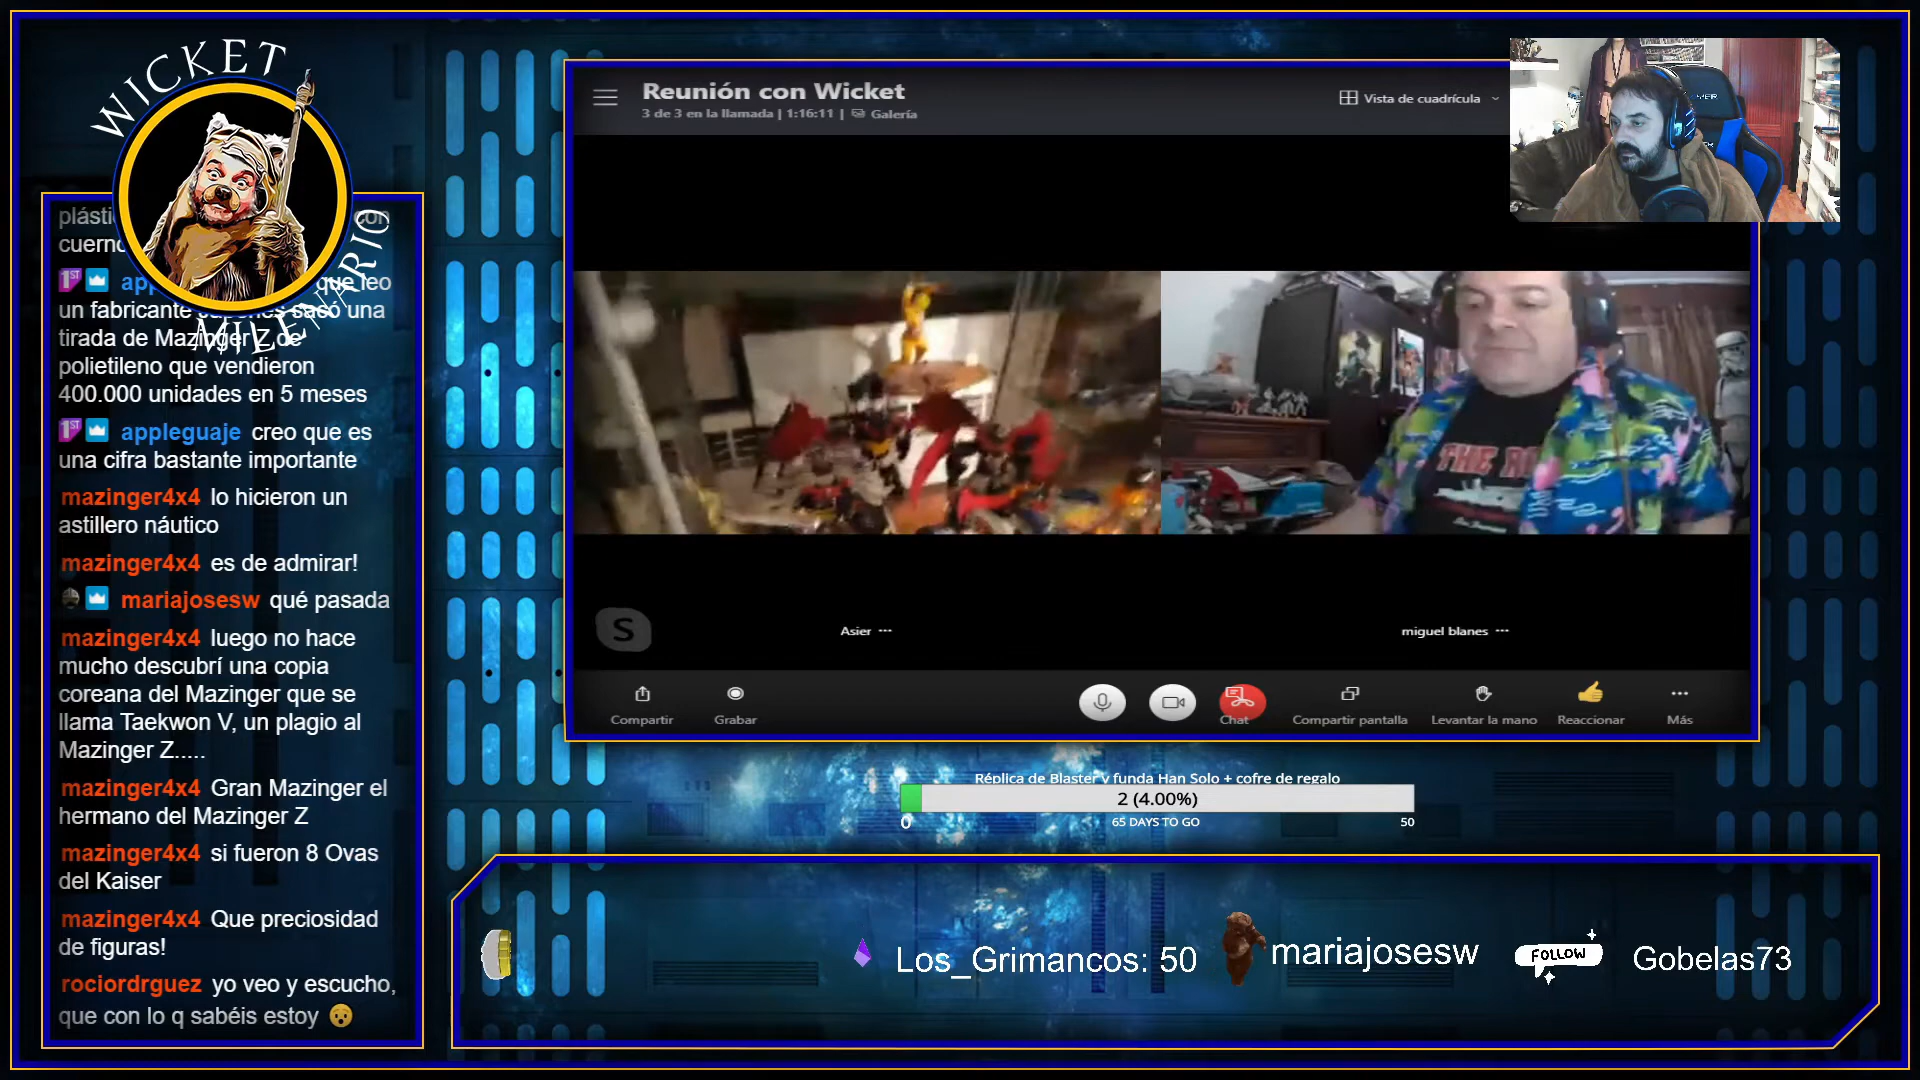 WICKET
MILENARIO
plásti
con
cuerno
app
que leo
un fabricante japonés sacó una
tirada de Mazinger Z de
polietileno que vendieron
400.000 unidades en 5 meses
appleguaje creo que es
una cifra bastante importante
mazinger4x4 lo hicieron un
astillero náutico
mazinger4x4 es de admirar!
mariajosesw qué pasada
mazinger4x4 luego no hace
mucho descubrí una copia
coreana del Mazinger que se
llama Taekwon V, un plagio al
Mazinger Z.....
mazinger4x4 Gran Mazinger el
hermano del Mazinger Z
mazinger4x4 si fueron 8 Ovas
del Kaiser
mazinger4x4 Que preciosidad
de figuras!
rociordrguez yo veo y escucho,
que con lo q sabéis estoy 😯
Reunión con Wicket
3 de 3 en la llamada | 1:16:11 | Galería
Vista de cuadrícula
THE
S
Asier ···
miguel blanes ···
Compartir
Grabar
Chat
Compartir pantalla
Levantar la mano
Reaccionar
Más
Réplica de Blaster y funda Han Solo + cofre de regalo
2 (4.00%)
0
65 DAYS TO GO
50
Los_Grimancos: 50
mariajosesw
FOLLOW
Gobelas73